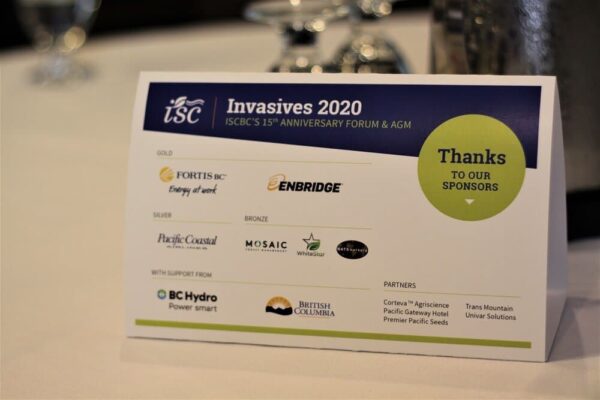 isc
Invasives 2020
ISCBC'S 15th ANNIVERSARY FORUM & AGM
Thanks
TO OUR
SPONSORS
GOLD
FORTIS BC
Energy at work
ENBRIDGE
SILVER
Pacific Coastal
BRONZE
MOSAIC
FOREST MANAGEMENT
WhiteStar
WITH SUPPORT FROM
BC Hydro
Power smart
BRITISH
COLUMBIA
PARTNERS
Corteva™ Agriscience
Pacific Gateway Hotel
Premier Pacific Seeds
Trans Mountain
Univar Solutions